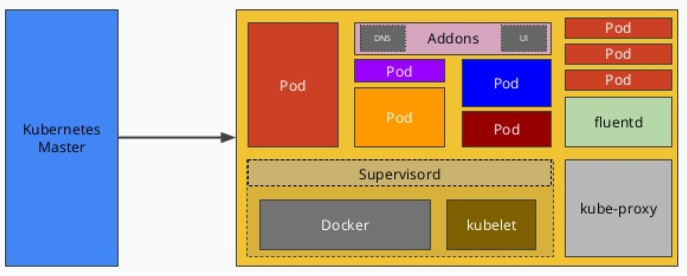 Kubernetes
Master
Pod
DNS
Addons
UI
Pod
Pod
Pod
Pod
Pod
Pod
Pod
Pod
fluentd
Supervisord
Docker
kubelet
kube-proxy